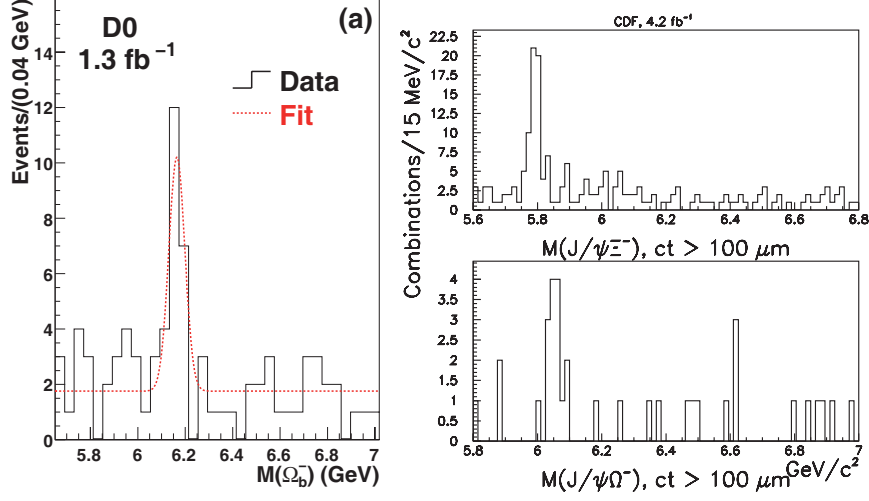 D0
1.3 fb⁻¹
(a)
Data
Fit
Events/(0.04 GeV)
14
12
10
8
6
4
2
0
5.8 6 6.2 6.4 6.6 6.8 7
M(Ω_b⁻) (GeV)
CDF, 4.2 fb⁻¹
Combinations/15 MeV/c²
22.5
20
17.5
15
12.5
10
7.5
5
2.5
0
5.6 5.8 6 6.2 6.4 6.6 6.8
M(J/ψΞ⁻), ct > 100 μm
4
3.5
3
2.5
2
1.5
1
0.5
0
5.8 6 6.2 6.4 6.6 6.8 7
GeV/c²
M(J/ψΩ⁻), ct > 100 μm